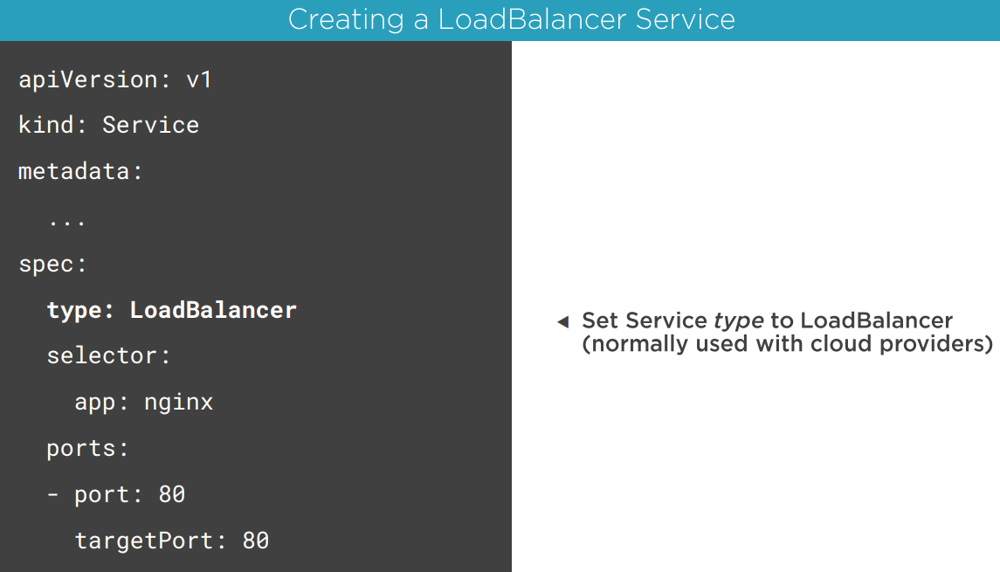 Creating a LoadBalancer Service
apiVersion: v1
kind: Service
metadata:
  ...
spec:
  type: LoadBalancer
  selector:
    app: nginx
  ports:
  - port: 80
    targetPort: 80
◄ Set Service type to LoadBalancer
(normally used with cloud providers)